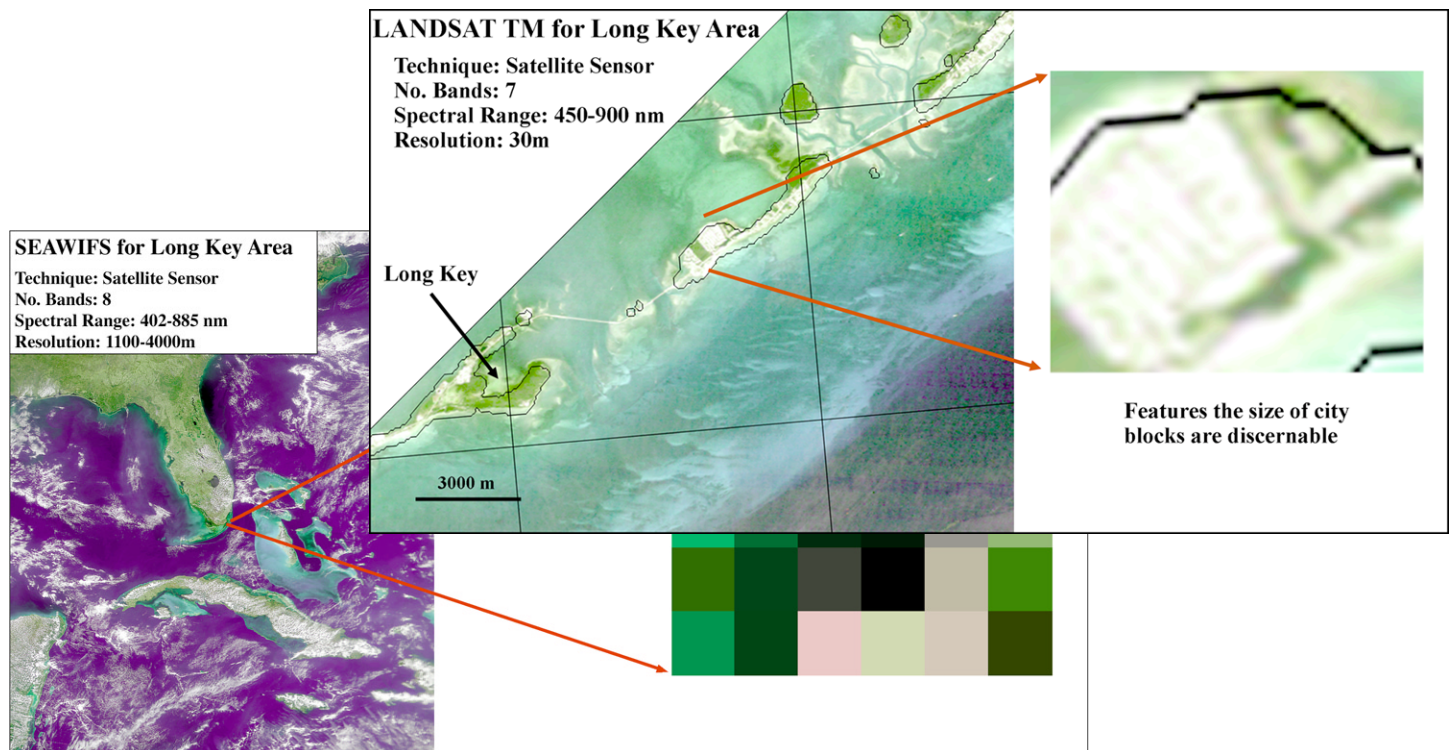 LANDSAT TM for Long Key Area
Technique: Satellite Sensor
No. Bands: 7
Spectral Range: 450-900 nm
Resolution: 30m
Long Key
3000 m
Features the size of city
blocks are discernable
SEAWIFS for Long Key Area
Technique: Satellite Sensor
No. Bands: 8
Spectral Range: 402-885 nm
Resolution: 1100-4000m